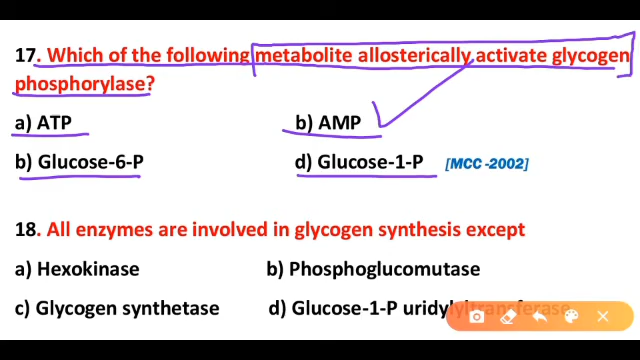 17. Which of the following metabolite allosterically activate glycogen
phosphorylase?
a) ATP b) AMP
b) Glucose-6-P d) Glucose-1-P [MCC -2002]
18. All enzymes are involved in glycogen synthesis except
a) Hexokinase b) Phosphoglucomutase
c) Glycogen synthetase d) Glucose-1-P uridylyltransferase